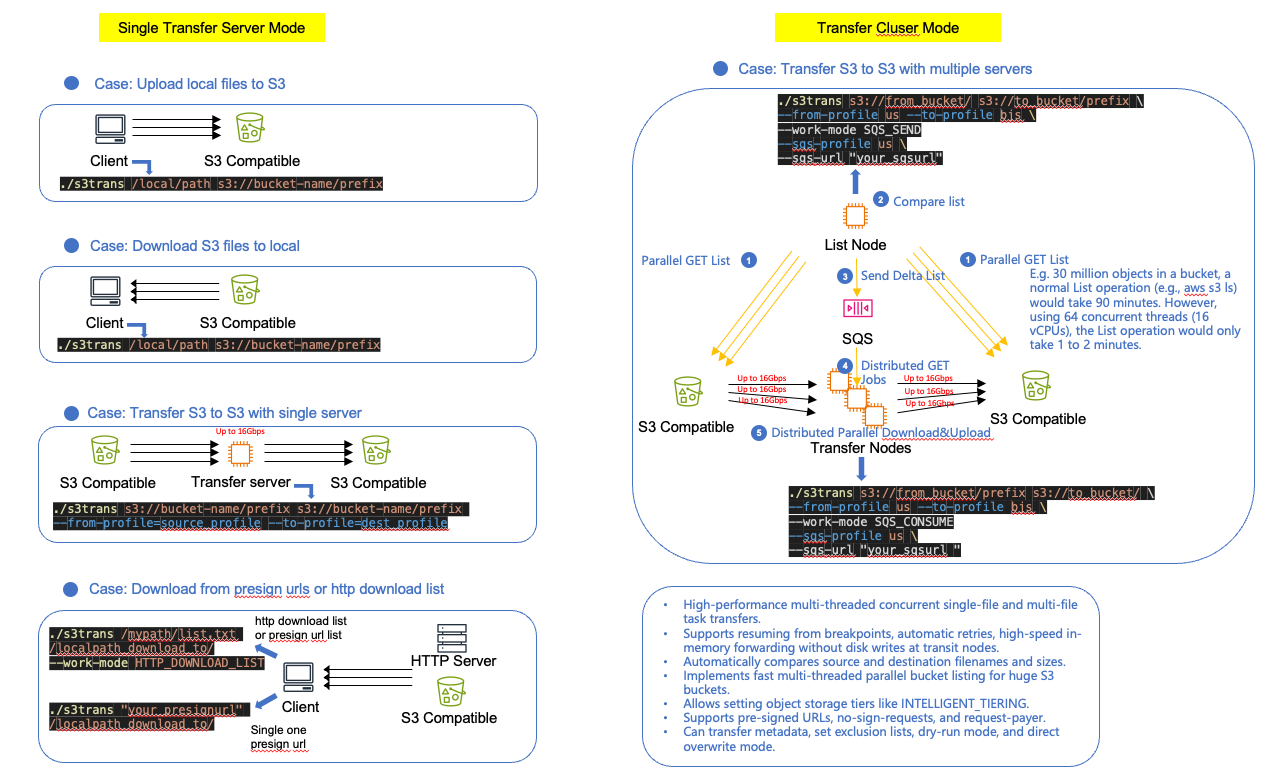 Single Transfer Server Mode
Case: Upload local files to S3
Client
S3 Compatible
./s3trans /local/path s3://bucket-name/prefix
Case: Download S3 files to local
Client
S3 Compatible
./s3trans /local/path s3://bucket-name/prefix
Case: Transfer S3 to S3 with single server
Up to 16Gbps
S3 Compatible
Transfer server
S3 Compatible
./s3trans s3://bucket-name/prefix s3://bucket-name/prefix
--from-profile=source_profile --to-profile=dest_profile
Case: Download from presign urls or http download list
./s3trans /mypath/list.txt
/localpath_download_to/
--work-mode HTTP_DOWNLOAD_LIST
http download list
or presign url list
HTTP Server
Client
S3 Compatible
./s3trans "your_presignurl"
/localpath_download_to/
Single one
presign url
Transfer Cluser Mode
Case: Transfer S3 to S3 with multiple servers
./s3trans s3://from_bucket/ s3://to_bucket/prefix \
--from-profile us --to-profile bjs \
--work-mode SQS_SEND
--sqs-profile us \
--sqs-url "your_sqsurl"
2 Compare list
List Node
Parallel GET List 1
1 Parallel GET List
E.g. 30 million objects in a bucket, a
normal List operation (e.g., aws s3 ls)
would take 90 minutes. However,
using 64 concurrent threads (16
vCPUs), the List operation would only
take 1 to 2 minutes.
3 Send Delta List
SQS
4 Distributed GET
Jobs
Up to 16Gbps
Up to 16Gbps
Up to 16Gbps
Up to 16Gbps
Up to 16Gbps
Up to 16Gbps
S3 Compatible
S3 Compatible
5 Distributed Parallel Download&Upload
Transfer Nodes
./s3trans s3://from_bucket/prefix s3://to_bucket/ \
--from-profile us --to-profile bjs \
--work-mode SQS_CONSUME
--sqs-profile us \
--sqs-url "your_sqsurl "
• High-performance multi-threaded concurrent single-file and multi-file
task transfers.
• Supports resuming from breakpoints, automatic retries, high-speed in-
memory forwarding without disk writes at transit nodes.
• Automatically compares source and destination filenames and sizes.
• Implements fast multi-threaded parallel bucket listing for huge S3
buckets.
• Allows setting object storage tiers like INTELLIGENT_TIERING.
• Supports pre-signed URLs, no-sign-requests, and request-payer.
• Can transfer metadata, set exclusion lists, dry-run mode, and direct
overwrite mode.